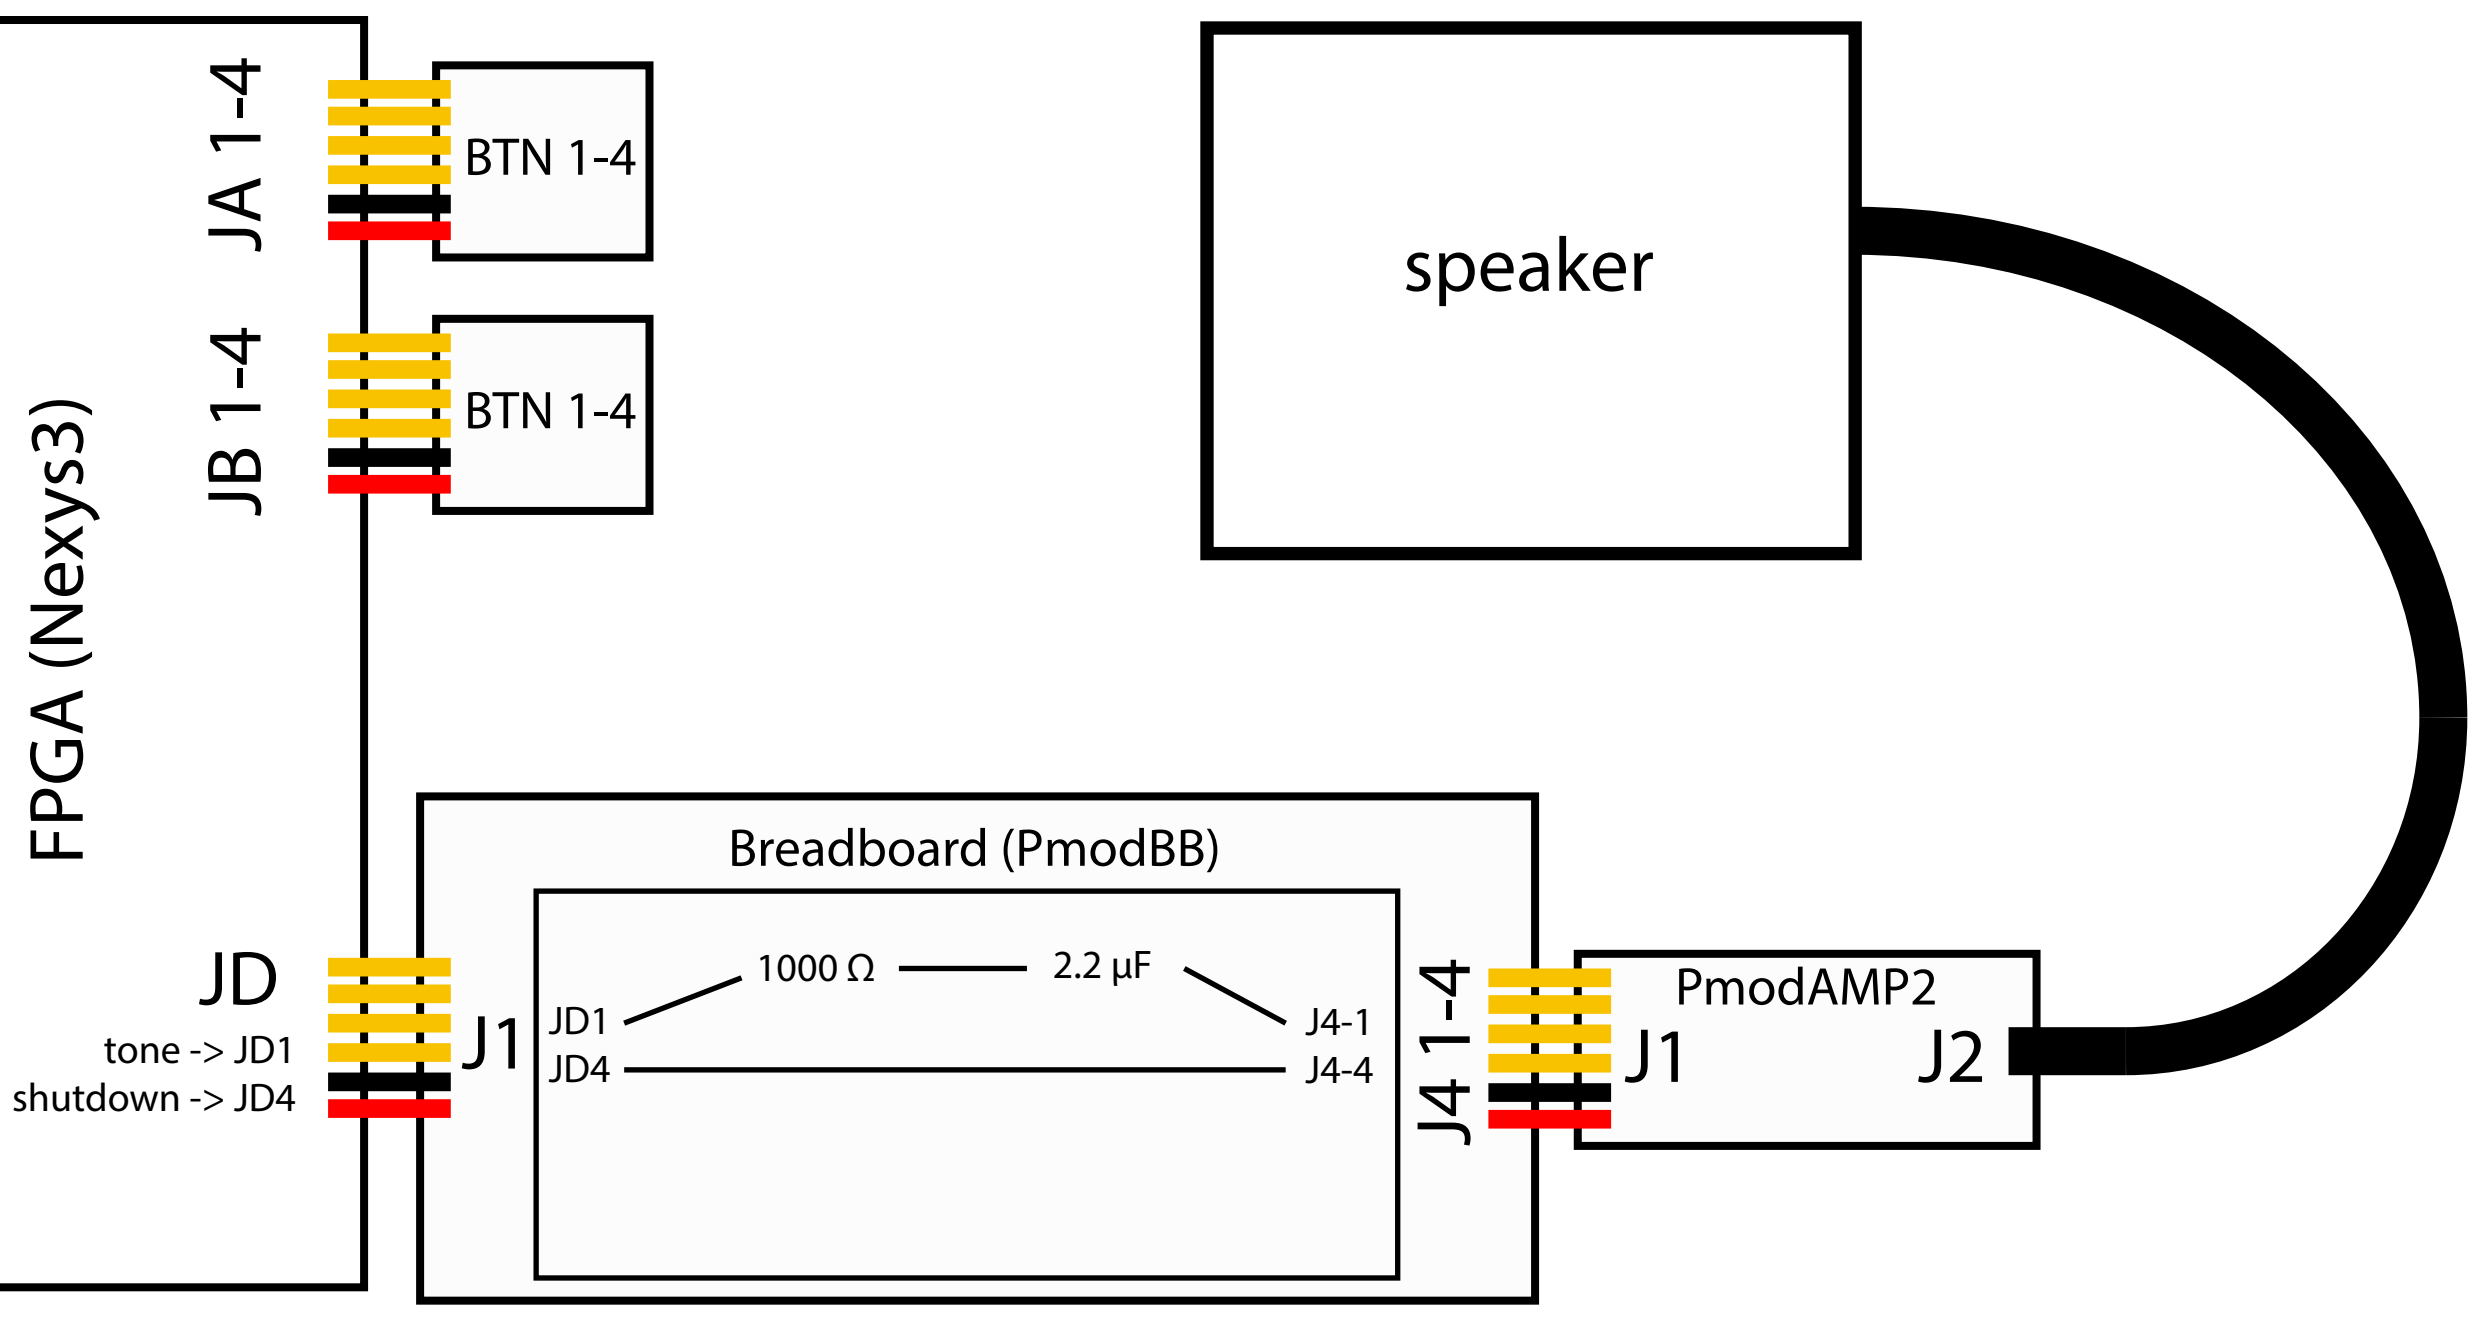 FPGA (Nexys3)
JA 1-4
BTN 1-4
JB 1-4
BTN 1-4
speaker
JD
tone -> JD1
shutdown -> JD4
Breadboard (PmodBB)
J1
JD1
1000 Ω
2.2 µF
J4-1
JD4
J4-4
J4 1-4
PmodAMP2
J1
J2